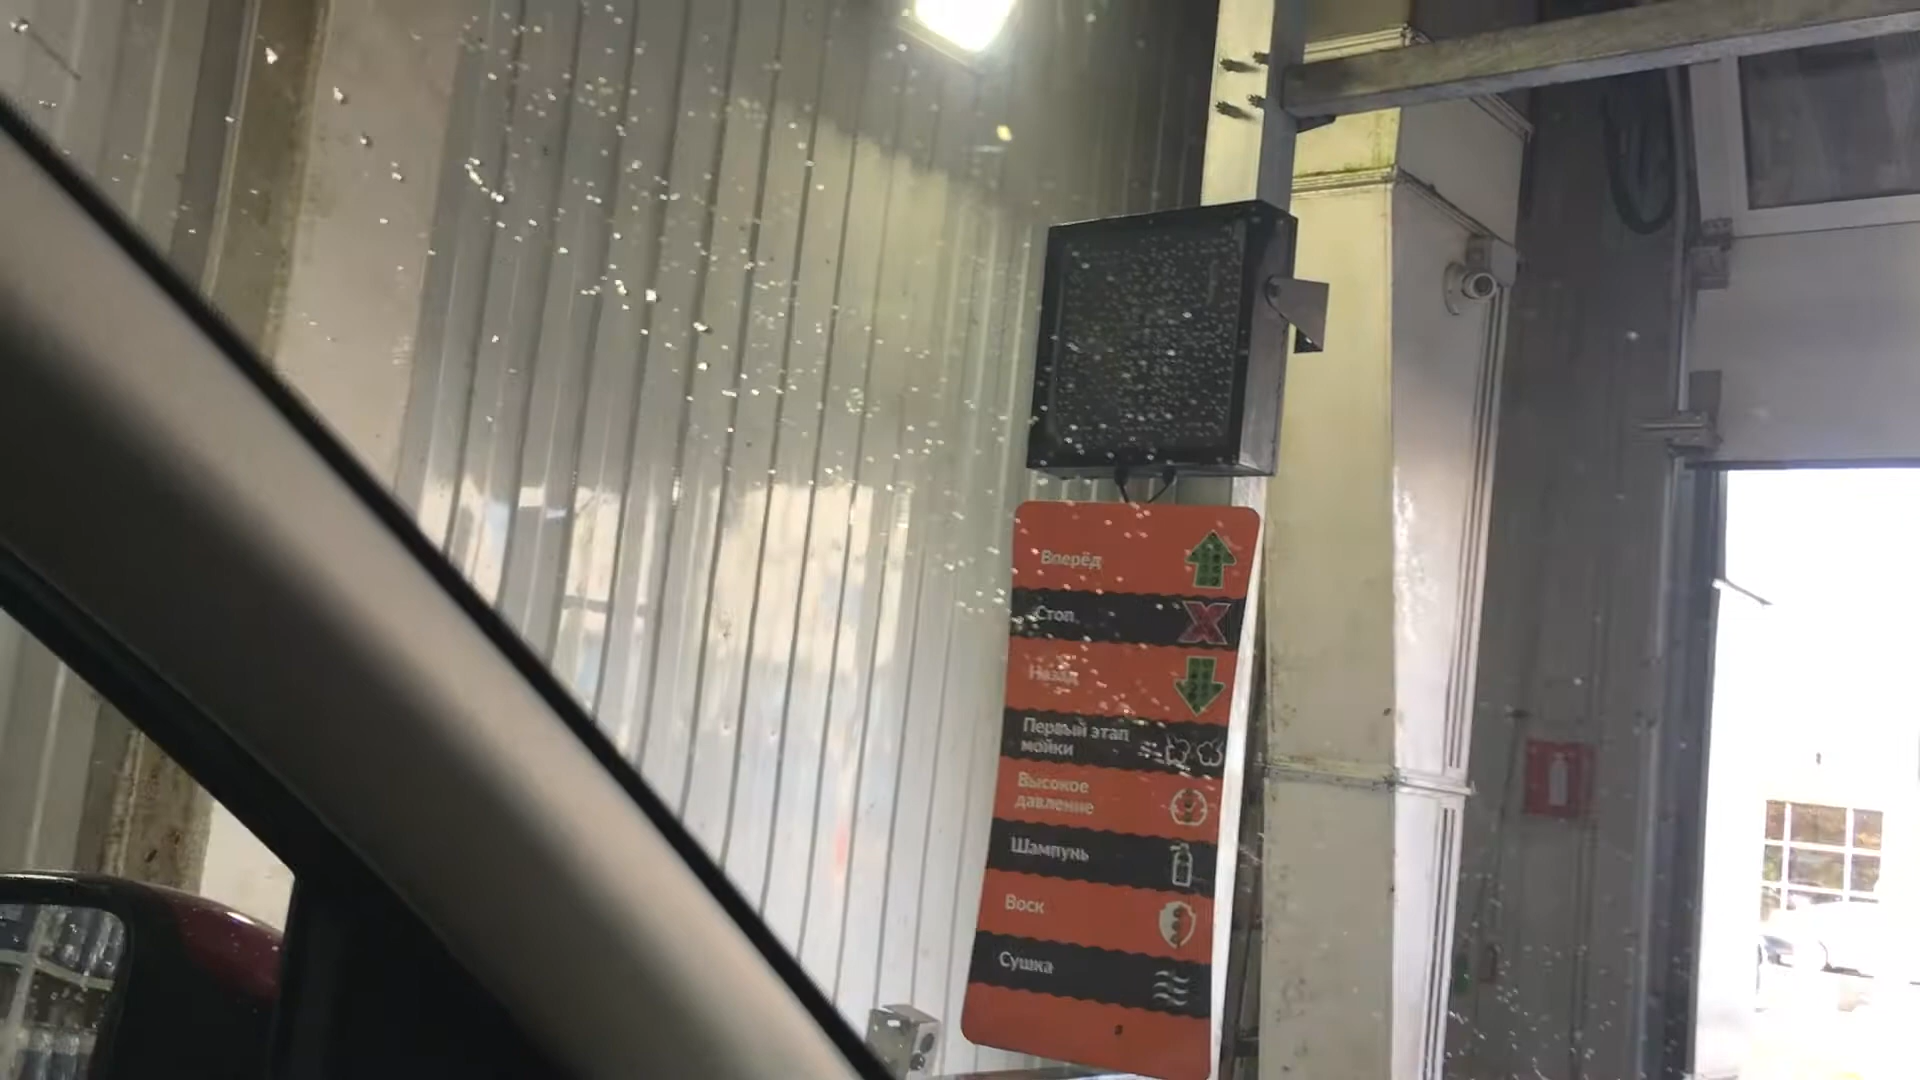 Вперёд
Стоп
Назад
Первый этап
мойки
Высокое
давление
Шампунь
Воск
Сушка